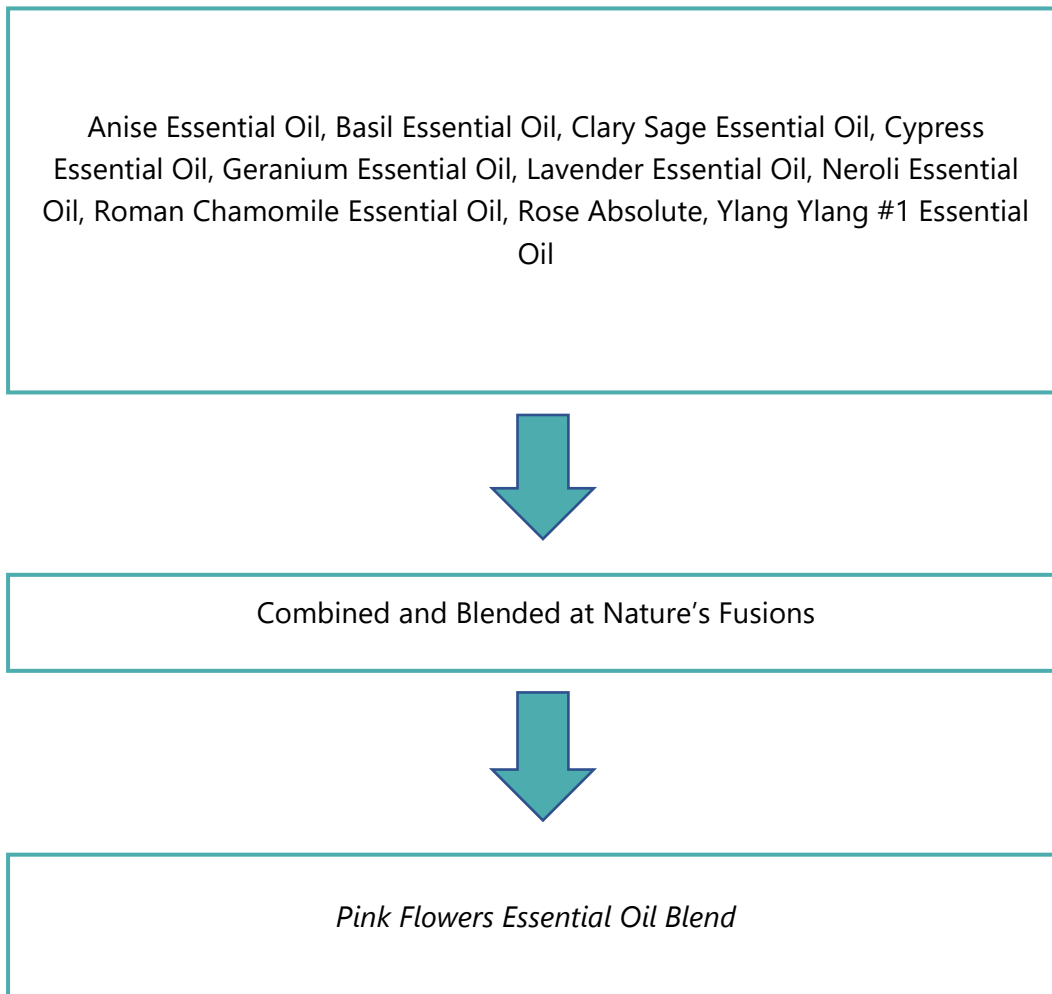 Anise Essential Oil, Basil Essential Oil, Clary Sage Essential Oil, Cypress
Essential Oil, Geranium Essential Oil, Lavender Essential Oil, Neroli Essential
Oil, Roman Chamomile Essential Oil, Rose Absolute, Ylang Ylang #1 Essential
Oil
Combined and Blended at Nature’s Fusions
Pink Flowers Essential Oil Blend